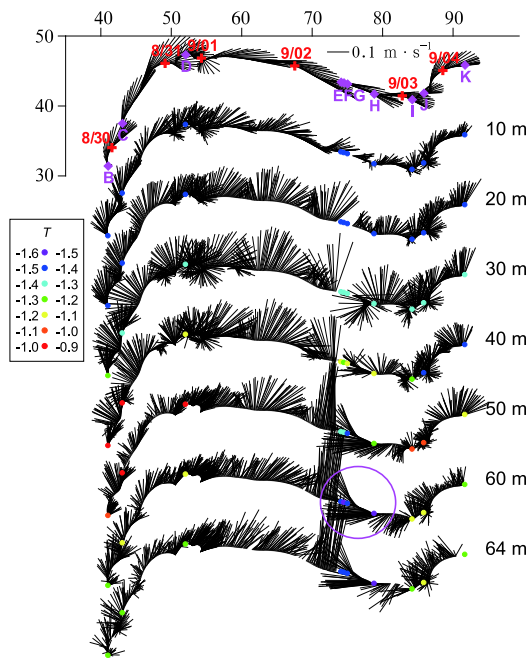 40 50 60 70 80 90
50
40
30
8/30
8/31
9/01
9/02
9/03
9/04
0.1 m · s⁻¹
B
C
D
E F G
H
I
J
K
10 m
20 m
30 m
40 m
50 m
60 m
64 m
T
-1.6 -1.5
-1.5 -1.4
-1.4 -1.3
-1.3 -1.2
-1.2 -1.1
-1.1 -1.0
-1.0 -0.9